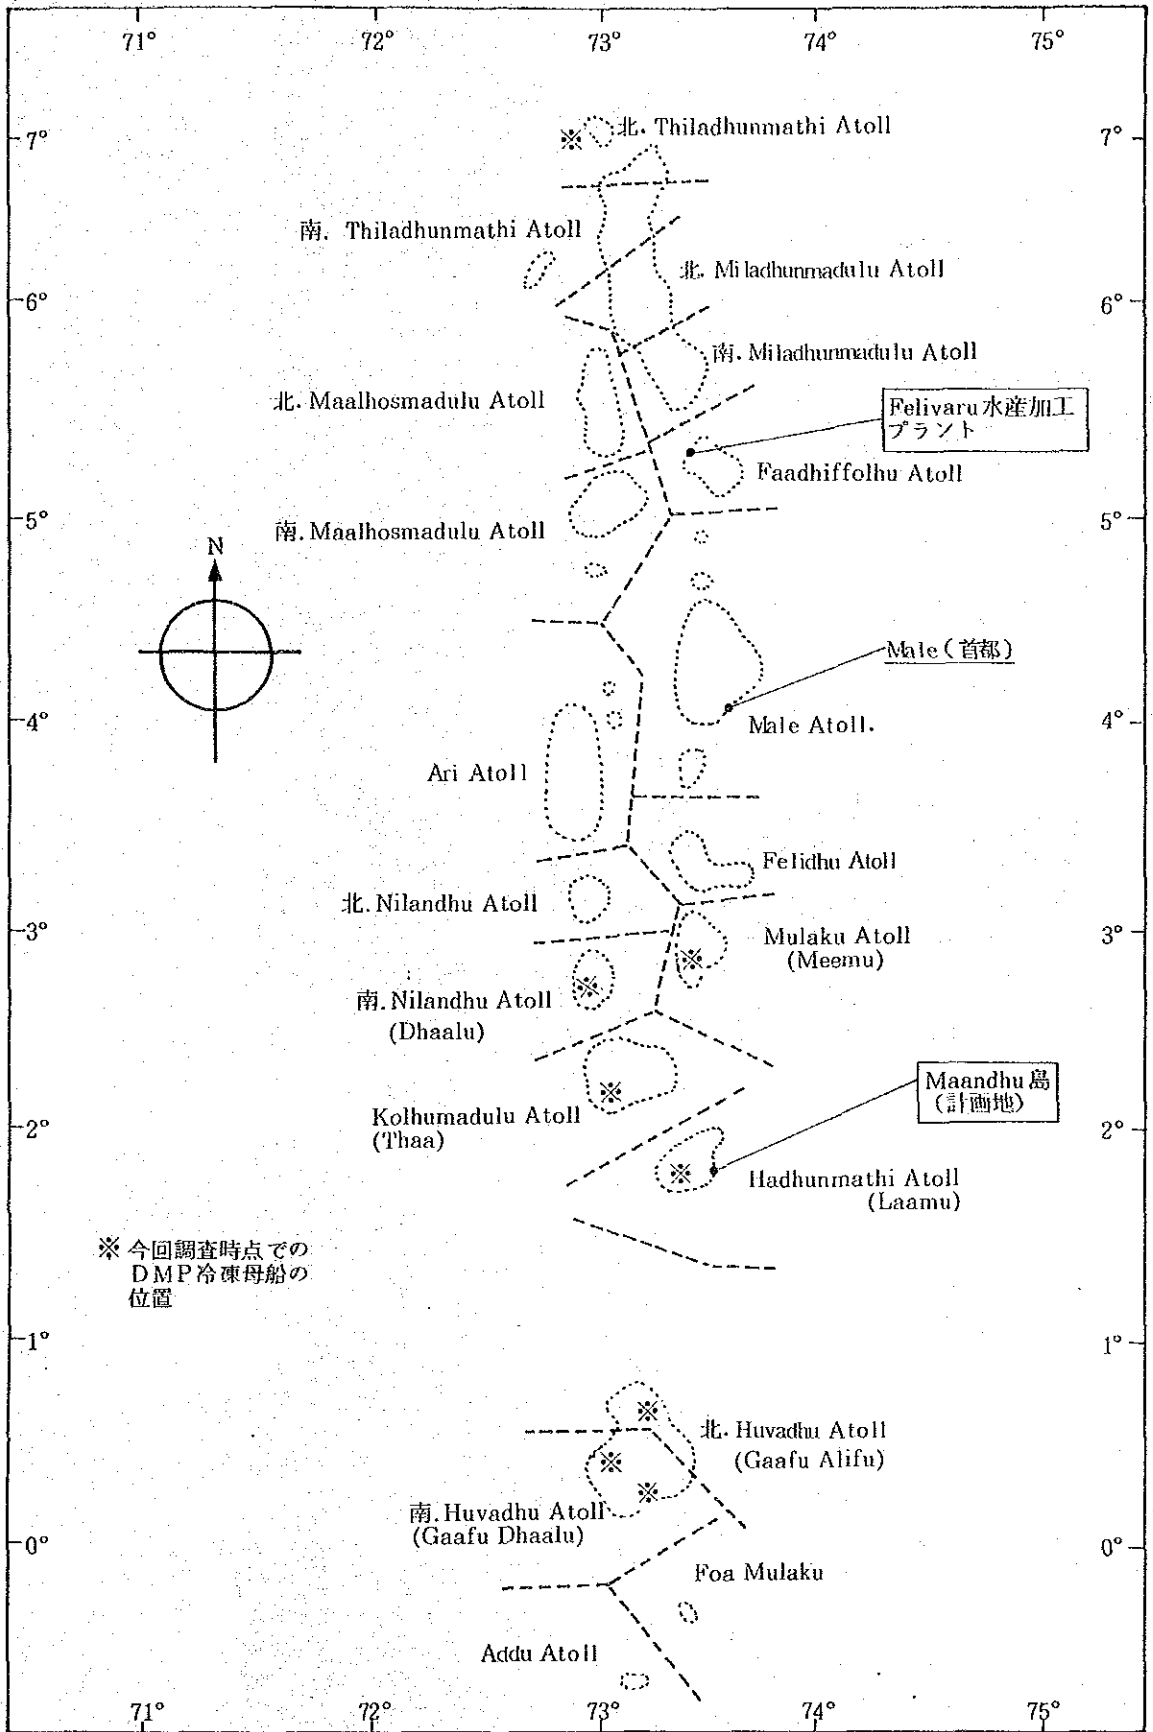 71° 72° 73° 74° 75°
7° 7°
北. Thiladhunmathi Atoll
※
南. Thiladhunmathi Atoll
北. Miladhunmadulu Atoll
6° 6°
南. Miladhunmadulu Atoll
北. Maalhosmadulu Atoll
Felivaru水産加工
プラント
Faadhiffolhu Atoll
5° 5°
南. Maalhosmadulu Atoll
N
Male(首都)
4° 4°
Male Atoll.
Ari Atoll
Felidhu Atoll
北. Nilandhu Atoll
3° 3°
Mulaku Atoll
(Meemu)
※
※
南. Nilandhu Atoll
(Dhaalu)
Maandhu島
(計画地)
※
Kolhumadulu Atoll
(Thaa)
2° 2°
※
Hadhunmathi Atoll
(Laamu)
※ 今回調査時点での
DMP冷凍母船の
位置
1° 1°
※
北. Huvadhu Atoll
(Gaafu Alifu)
※
※
南. Huvadhu Atoll
(Gaafu Dhaalu)
0° 0°
Foa Mulaku
Addu Atoll
71° 72° 73° 74° 75°